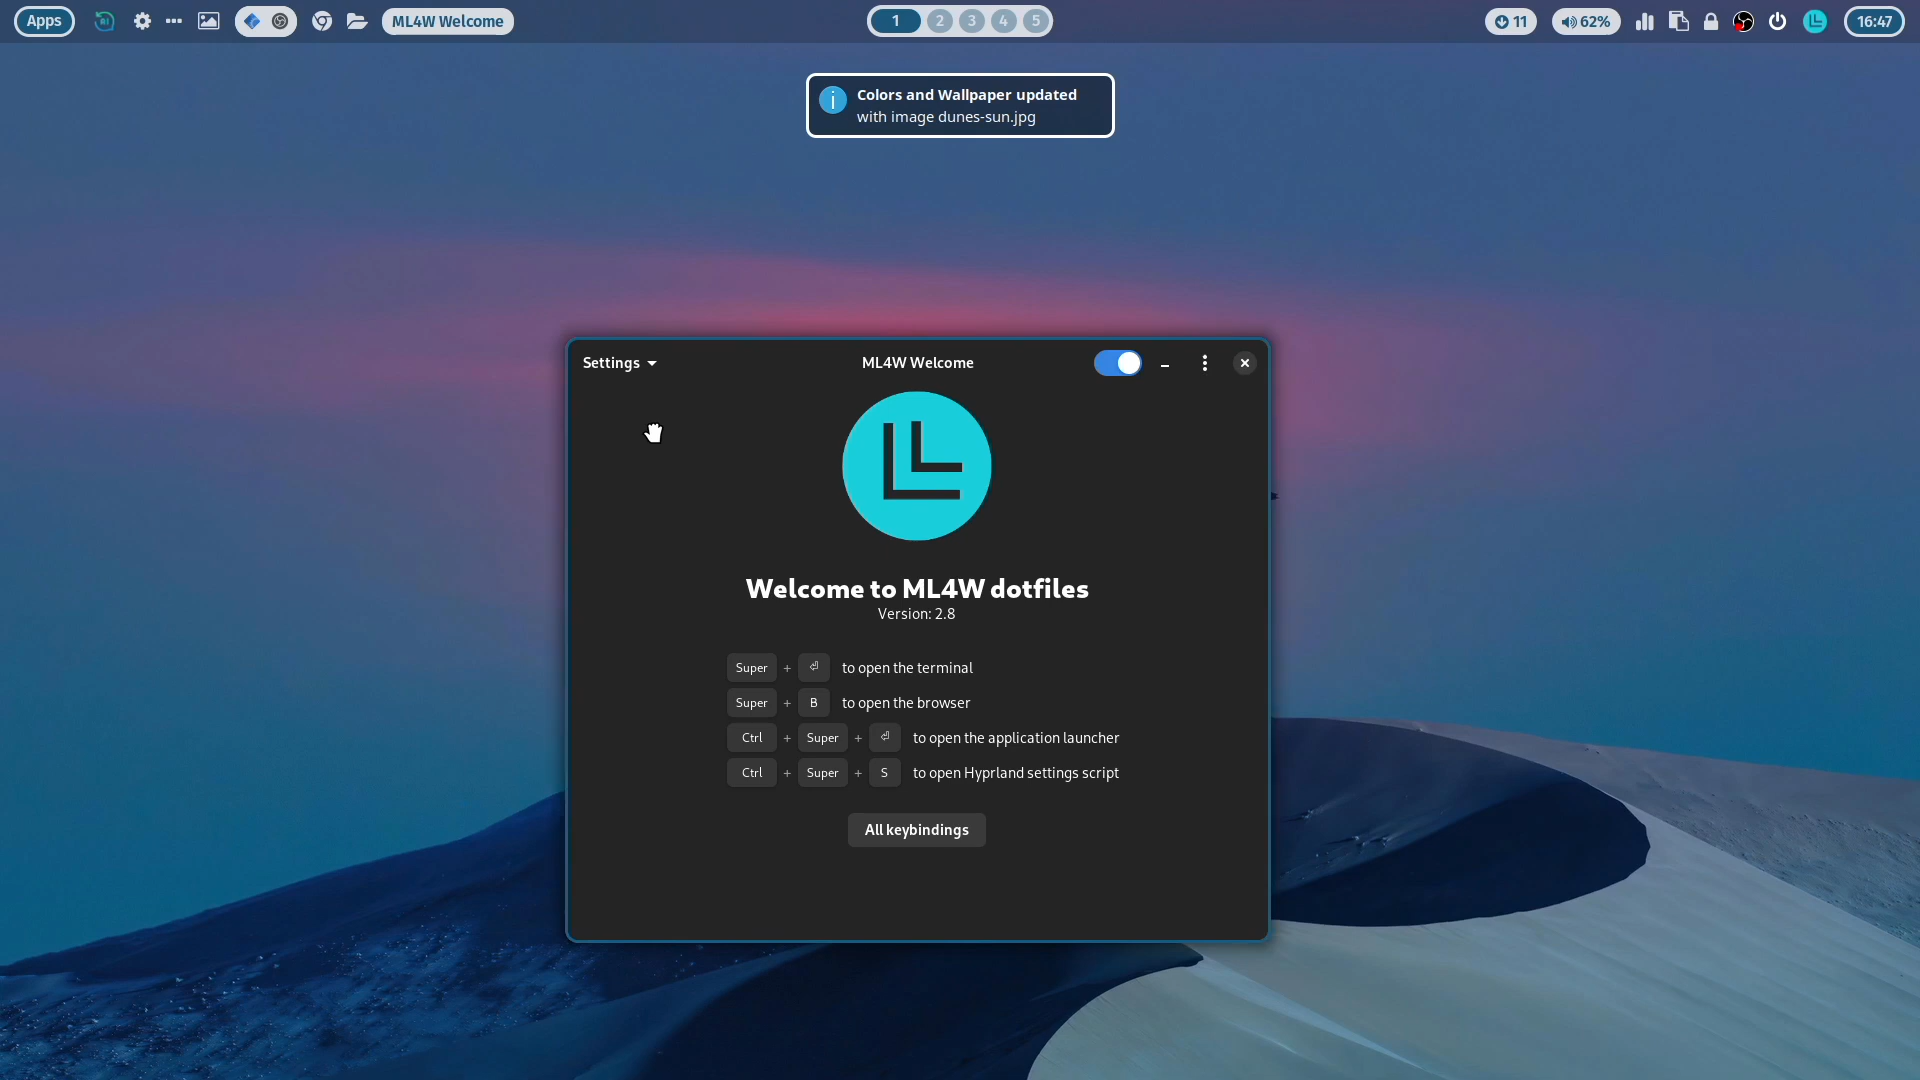 Apps
ML4W Welcome
1 2 3 4 5
11
62%
16:47
Colors and Wallpaper updated
with image dunes-sun.jpg
Settings
ML4W Welcome
Welcome to ML4W dotfiles
Version: 2.8
Super + ⏎ to open the terminal
Super + B to open the browser
Ctrl + Super + ⏎ to open the application launcher
Ctrl + Super + S to open Hyprland settings script
All keybindings